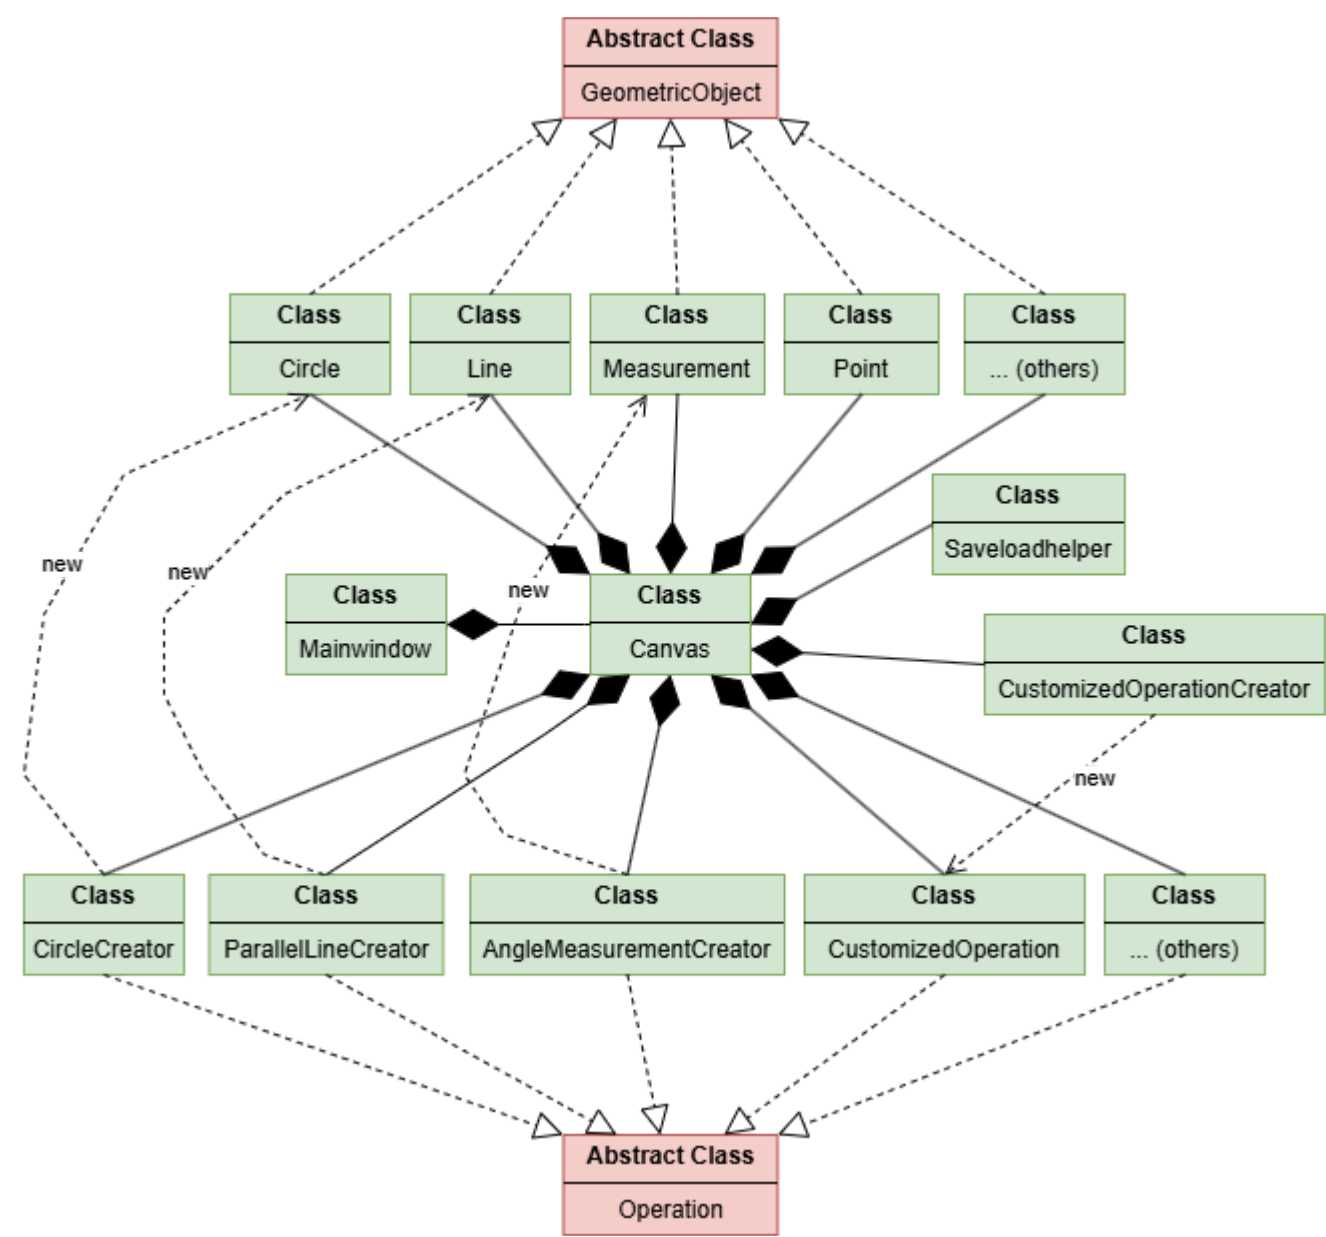 Abstract Class
GeometricObject
Class
Circle
Class
Line
Class
Measurement
Class
Point
Class
... (others)
Class
Saveloadhelper
new
new
new
Class
Mainwindow
Class
Canvas
Class
CustomizedOperationCreator
new
Class
CircleCreator
Class
ParallelLineCreator
Class
AngleMeasurementCreator
Class
CustomizedOperation
Class
... (others)
Abstract Class
Operation